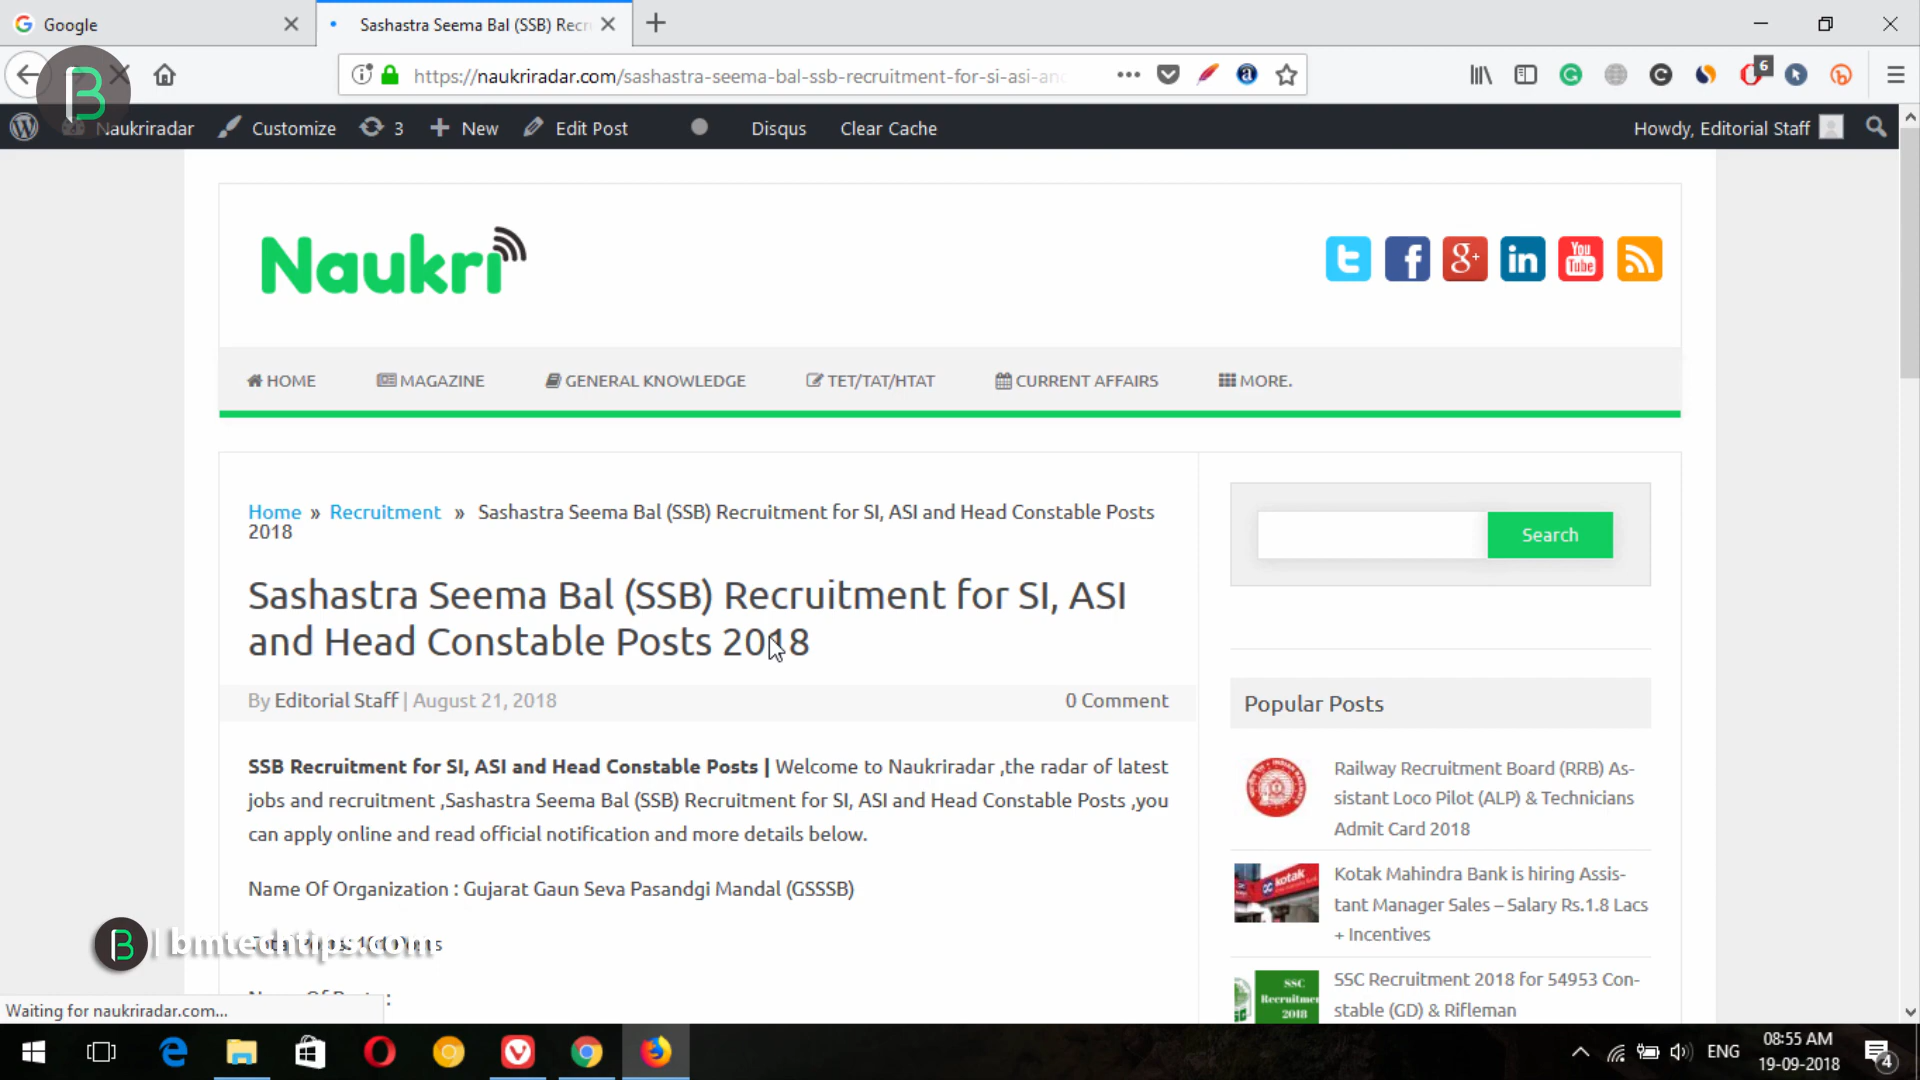 Google
Sashastra Seema Bal (SSB) Recr
https://naukriradar.com/sashastra-seema-bal-ssb-recruitment-for-si-asi-and
6
Naukriradar Customize 3 New Edit Post Disqus Clear Cache Howdy, Editorial Staff
Naukri
You Tube
HOME MAGAZINE GENERAL KNOWLEDGE TET/TAT/HTAT CURRENT AFFAIRS MORE.
Home » Recruitment » Sashastra Seema Bal (SSB) Recruitment for SI, ASI and Head Constable Posts
2018
Search
Sashastra Seema Bal (SSB) Recruitment for SI, ASI
and Head Constable Posts 2018
By Editorial Staff | August 21, 2018 0 Comment
SSB Recruitment for SI, ASI and Head Constable Posts | Welcome to Naukriradar ,the radar of latest
jobs and recruitment ,Sashastra Seema Bal (SSB) Recruitment for SI, ASI and Head Constable Posts ,you
can apply online and read official notification and more details below.
Name Of Organization : Gujarat Gaun Seva Pasandgi Mandal (GSSSB)
Popular Posts
Railway Recruitment Board (RRB) As-
sistant Loco Pilot (ALP) & Technicians
Admit Card 2018
kotak
Kotak Mahindra Bank is hiring Assis-
tant Manager Sales – Salary Rs.1.8 Lacs
+ Incentives
SSC
Recruitmen
2018
SSC Recruitment 2018 for 54953 Con-
stable (GD) & Rifleman
| bmtechtips.com
Waiting for naukriradar.com...
ENG
08:55 AM
19-09-2018
4